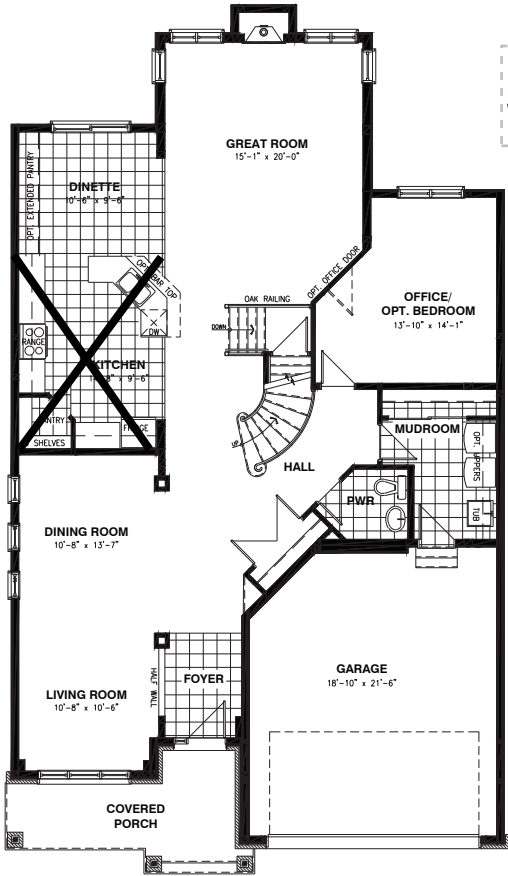 GREAT ROOM
15'-1" x 20'-0"
OPT. EXTENDED PANTRY
DINETTE
10'-6" x 9'-6"
OPT. BAR TOP
OPT. OFFICE DOOR
OAK RAILING
DOWN
OFFICE/
OPT. BEDROOM
13'-10" x 14'-1"
DW
RANGE
KITCHEN
x 9'-6"
PANTRY
SHELVES
UP
HALL
MUDROOM
OPT. UPPERS
TUB
PWR
DINING ROOM
10'-8" x 13'-7"
GARAGE
18'-10" x 21'-6"
FOYER
HALF WALL
LIVING ROOM
10'-8" x 10'-6"
COVERED
PORCH